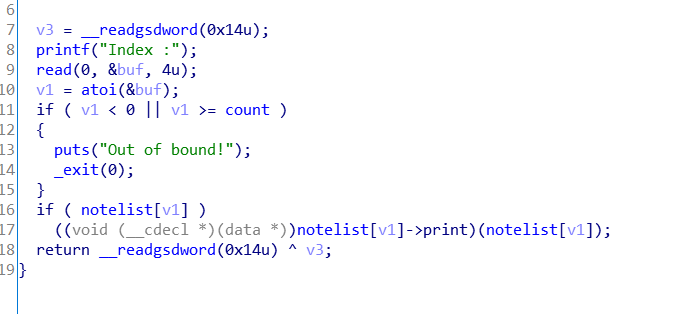 6
7 v3 = __readgsdword(0x14u);
8 printf("Index :");
9 read(0, &buf, 4u);
10 v1 = atoi(&buf);
11 if ( v1 < 0 || v1 >= count )
12 {
13 puts("Out of bound!");
14 _exit(0);
15 }
16 if ( notelist[v1] )
17 ((void (__cdecl *)(data *))notelist[v1]->print)(notelist[v1]);
18 return __readgsdword(0x14u) ^ v3;
19 }